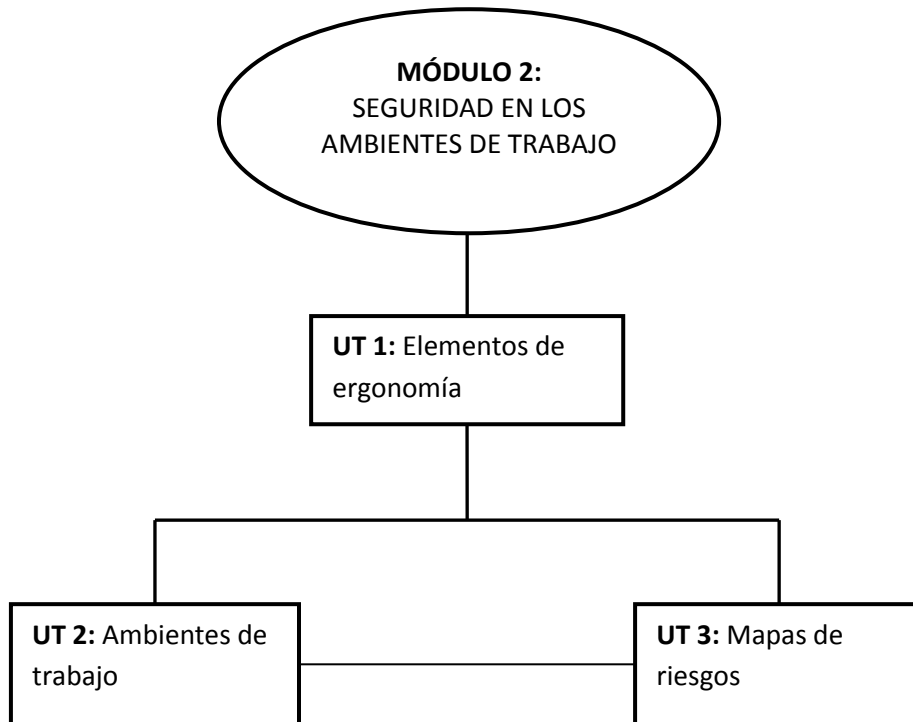 MÓDULO 2:
SEGURIDAD EN LOS
AMBIENTES DE TRABAJO
UT 1: Elementos de
ergonomía
UT 2: Ambientes de
trabajo
UT 3: Mapas de
riesgos